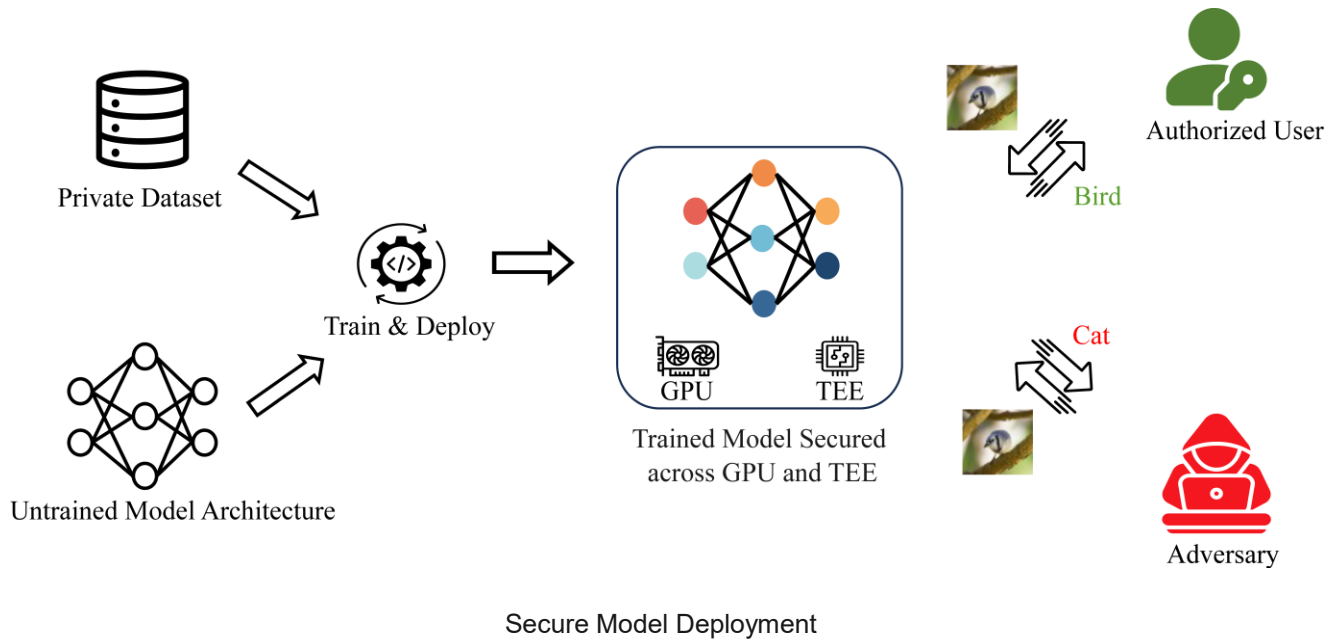 Private Dataset
Untrained Model Architecture
Train & Deploy
GPU
TEE
Trained Model Secured
across GPU and TEE
Authorized User
Bird
Cat
Adversary
Secure Model Deployment